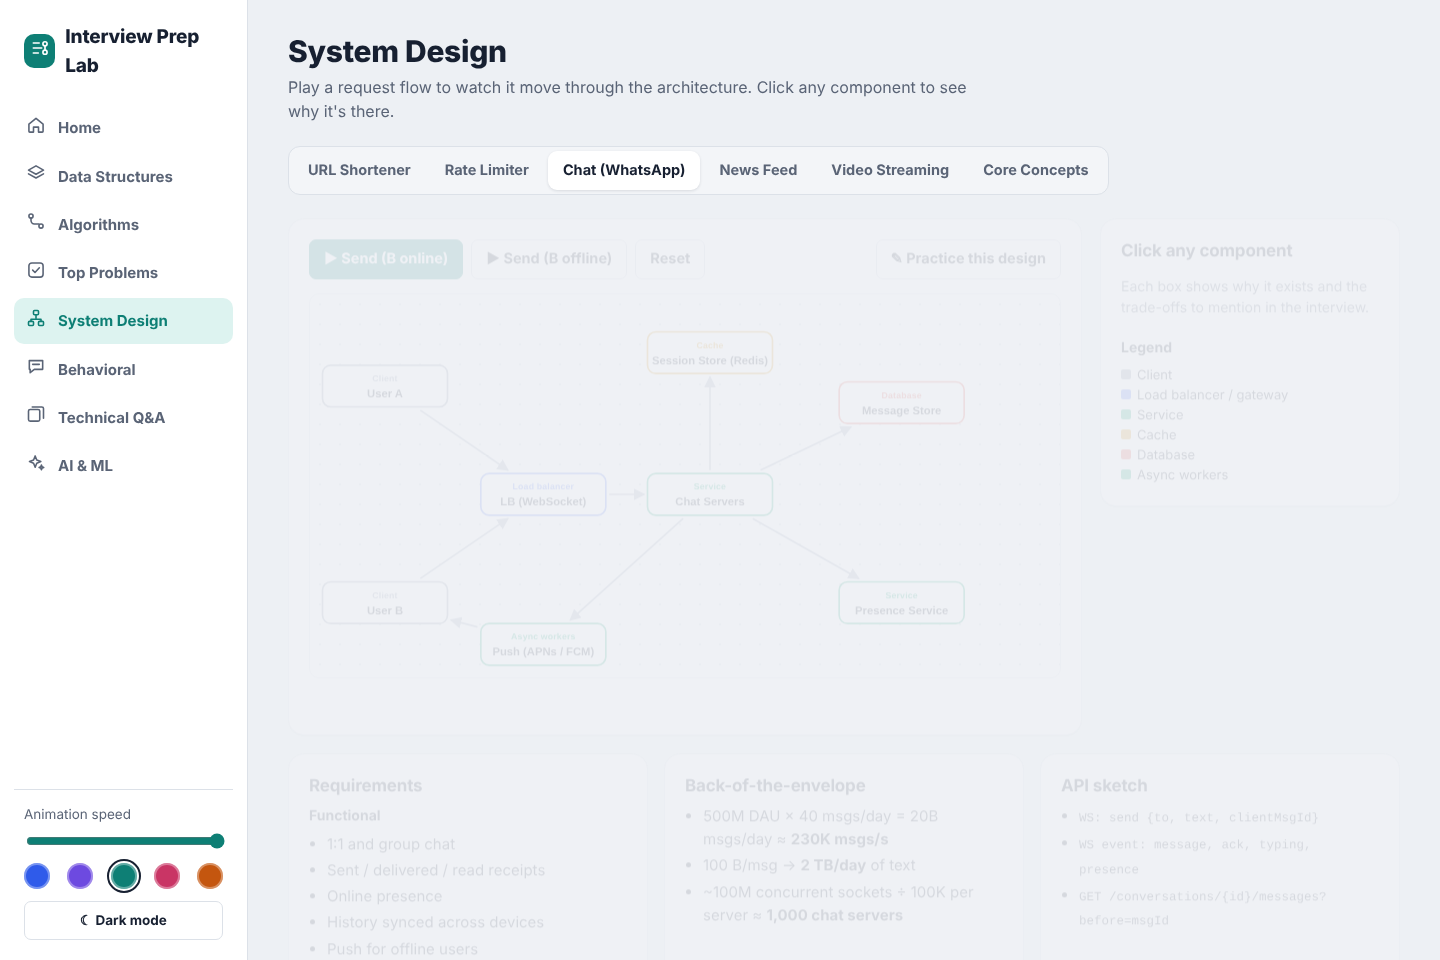 Interview Prep
Lab
Home
Data Structures
Algorithms
Top Problems
System Design
Behavioral
Technical Q&A
AI & ML
Animation speed
☾ Dark mode
System Design
Play a request flow to watch it move through the architecture. Click any component to see
why it's there.
URL Shortener
Rate Limiter
Chat (WhatsApp)
News Feed
Video Streaming
Core Concepts
▶ Send (B online)
▶ Send (B offline)
Reset
✎ Practice this design
Cache
Session Store (Redis)
Client
User A
Database
Message Store
Load balancer
LB (WebSocket)
Service
Chat Servers
Client
User B
Service
Presence Service
Async workers
Push (APNs / FCM)
Click any component
Each box shows why it exists and the
trade-offs to mention in the interview.
Legend
Client
Load balancer / gateway
Service
Cache
Database
Async workers
Requirements
Functional
• 1:1 and group chat
• Sent / delivered / read receipts
• Online presence
• History synced across devices
• Push for offline users
Back-of-the-envelope
• 500M DAU × 40 msgs/day = 20B
msgs/day ≈ 230K msgs/s
• 100 B/msg → 2 TB/day of text
• ~100M concurrent sockets ÷ 100K per
server ≈ 1,000 chat servers
API sketch
• WS: send {to, text, clientMsgId}
• WS event: message, ack, typing,
presence
• GET /conversations/{id}/messages?
before=msgId